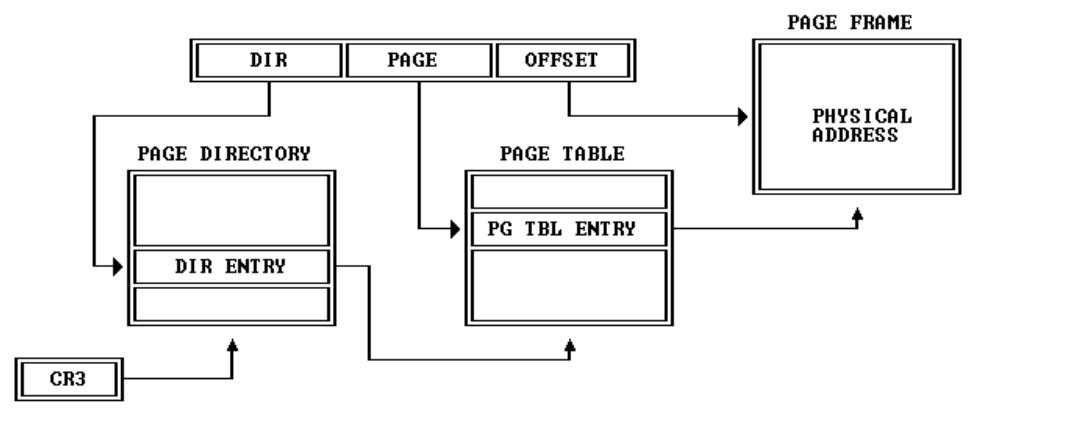 PAGE FRAME
DIR PAGE OFFSET
PHYSICAL
ADDRESS
PAGE DIRECTORY
PAGE TABLE
PG TBL ENTRY
DIR ENTRY
CR3